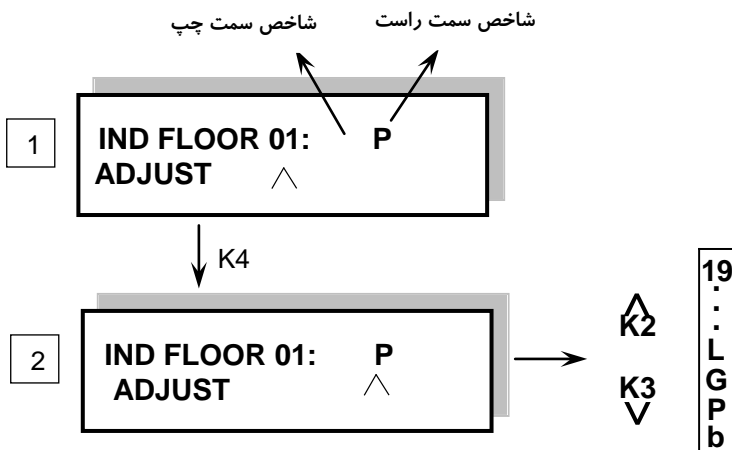 شاخص سمت چپ
شاخص سمت راست
1
IND FLOOR 01: P
ADJUST ^
K4
2
IND FLOOR 01: P
ADJUST ^
^
K2
K3
V
19
.
.
.
L
G
P
b